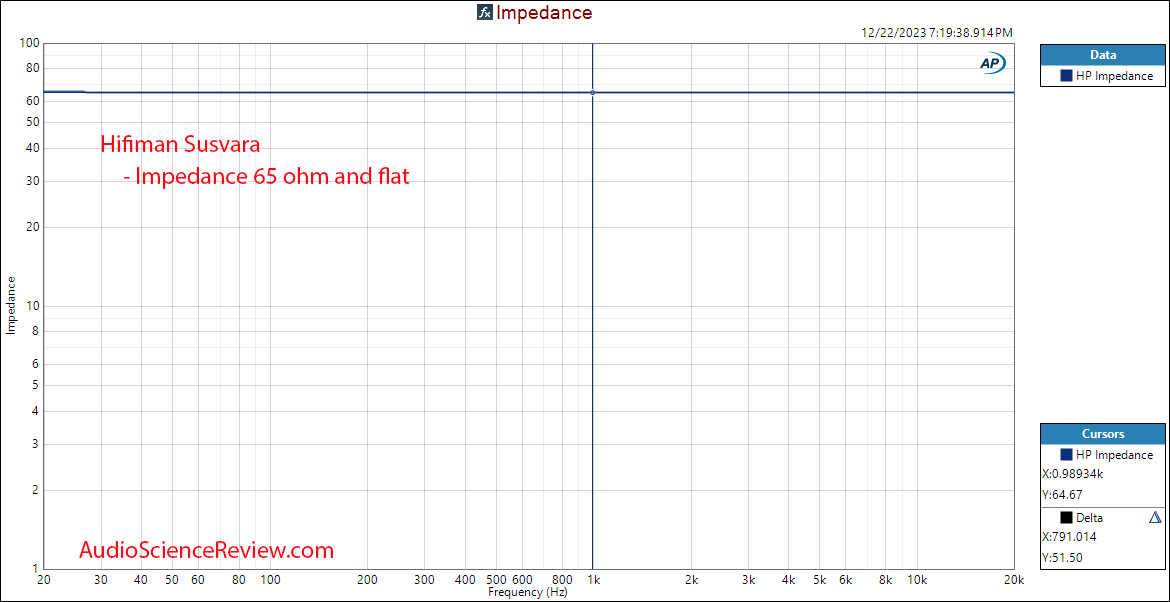 fx Impedance
12/22/2023 7:19:38.914 PM
AP
100
80
60
50
40
30
20
10
8
6
5
4
3
2
1
Impedance
Hifiman Susvara
- Impedance 65 ohm and flat
AudioScienceReview.com
20 30 40 50 60 80 100 200 300 400 500 600 800 1k 2k 3k 4k 5k 6k 8k 10k 20k
Frequency (Hz)
Data
HP Impedance
Cursors
HP Impedance
X:0.98934k
Y:64.67
Delta
X:791.014
Y:51.50